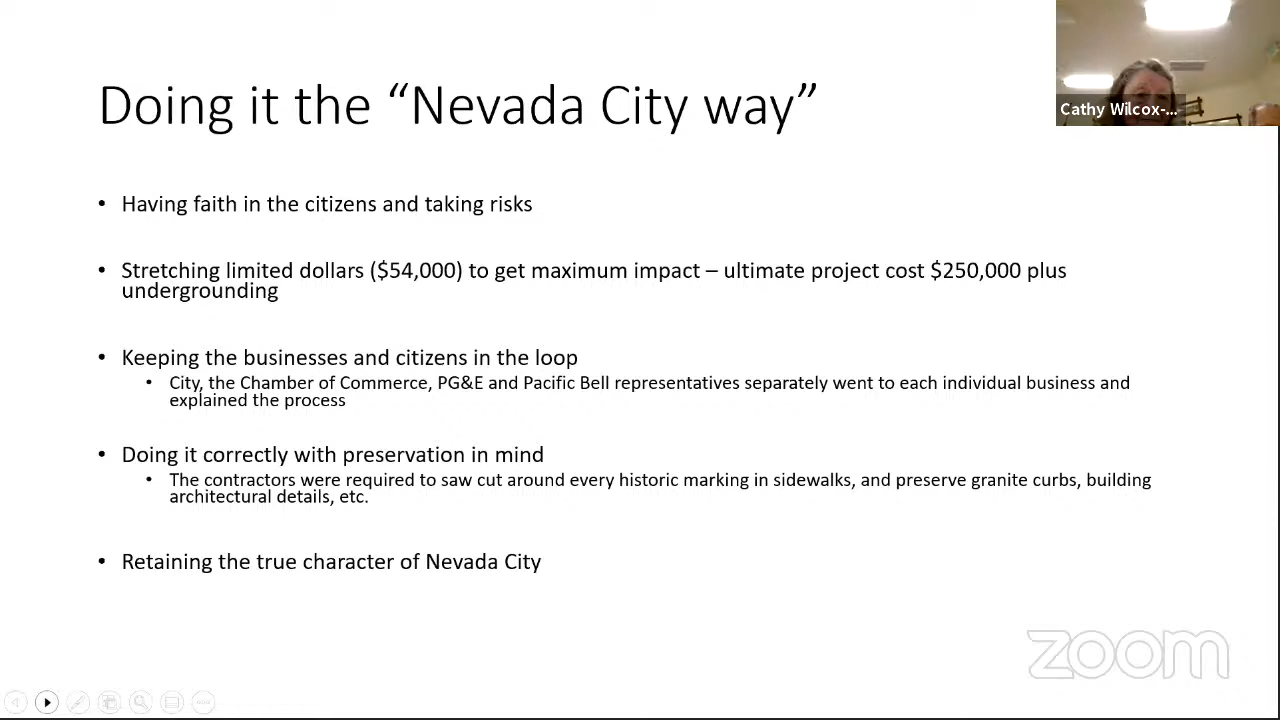 Doing it the “Nevada City way”
Cathy Wilcox-...
• Having faith in the citizens and taking risks
• Stretching limited dollars ($54,000) to get maximum impact – ultimate project cost $250,000 plus
undergrounding
• Keeping the businesses and citizens in the loop
• City, the Chamber of Commerce, PG&E and Pacific Bell representatives separately went to each individual business and
explained the process
• Doing it correctly with preservation in mind
• The contractors were required to saw cut around every historic marking in sidewalks, and preserve granite curbs, building
architectural details, etc.
• Retaining the true character of Nevada City
zoom